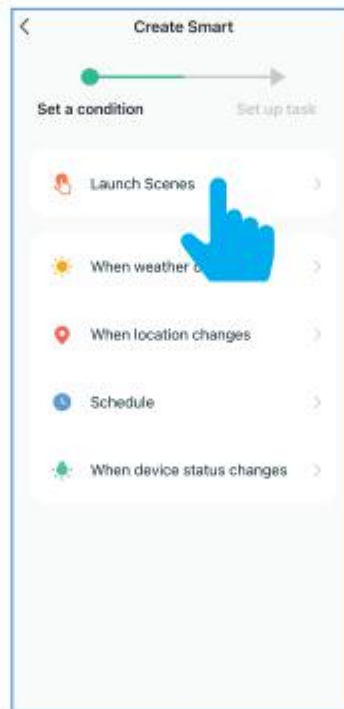 Create Smart
Set a condition
Set up task
Launch Scenes
When weather
When location changes
Schedule
When device status changes